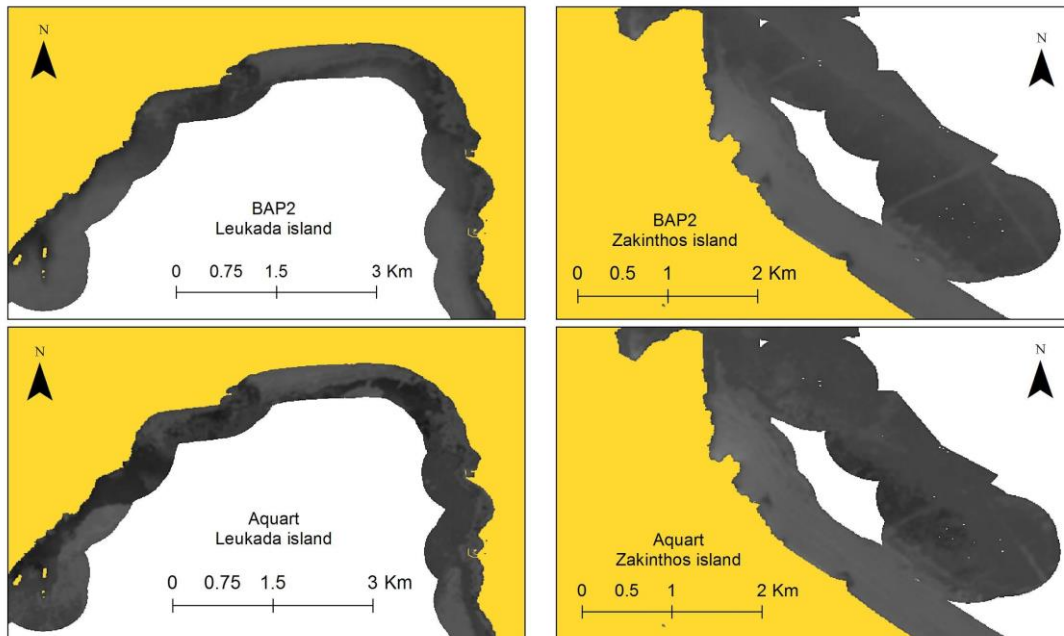 N
BAP2
Leukada island
0 0.75 1.5 3 Km
N
BAP2
Zakinthos island
0 0.5 1 2 Km
N
Aquart
Leukada island
0 0.75 1.5 3 Km
N
Aquart
Zakinthos island
0 0.5 1 2 Km